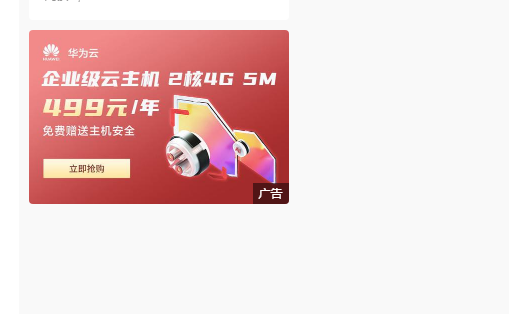 HUAWEI
华为云
企业级云主机 2核4G 5M
499元/年
免费赠送主机安全
立即抢购
广告